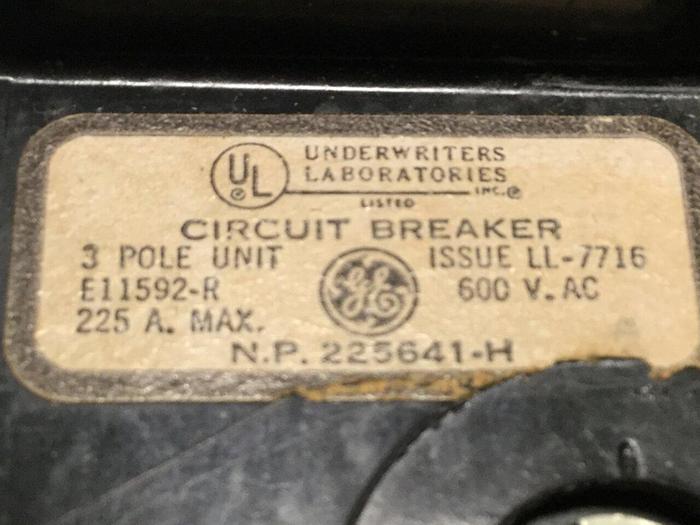 UL
UNDERWRITERS
LABORATORIES
INC.®
LISTED
CIRCUIT BREAKER
3 POLE UNIT ISSUE LL-7716
E11592-R GE 600 V. AC
225 A. MAX.
N.P. 225641-H